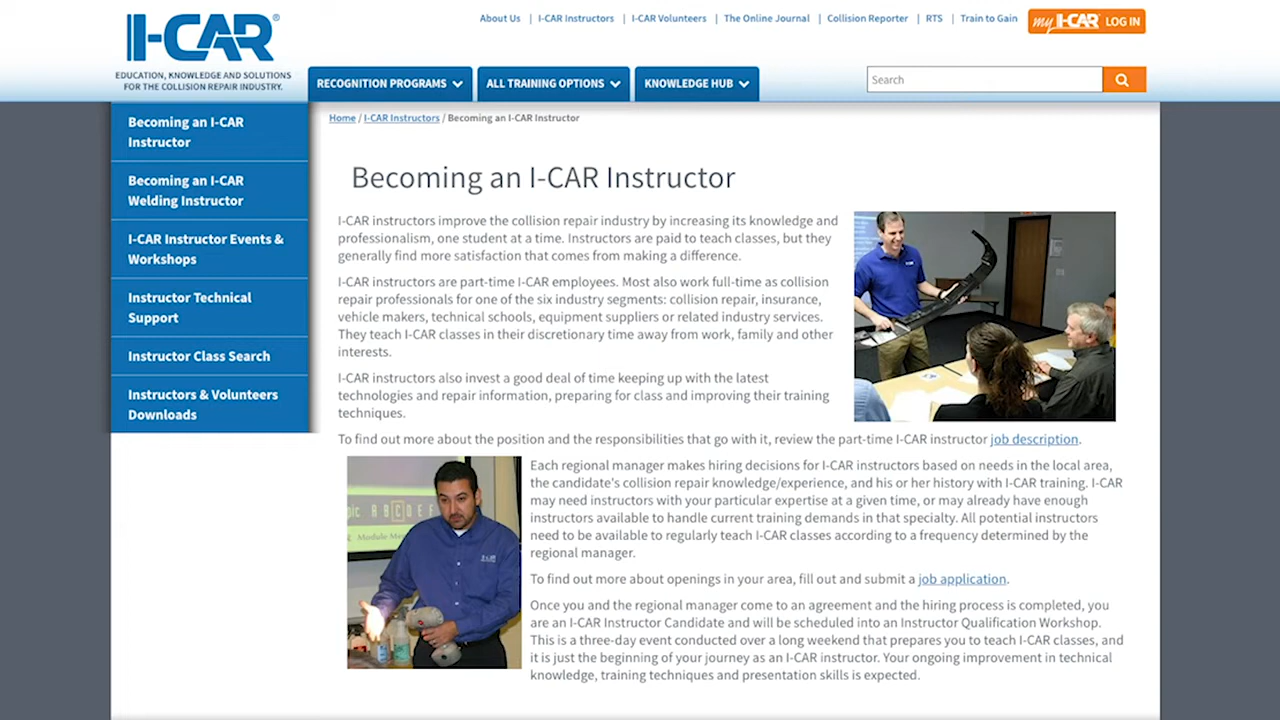 I-CAR®
EDUCATION, KNOWLEDGE AND SOLUTIONS
FOR THE COLLISION REPAIR INDUSTRY.
About Us | I-CAR Instructors | I-CAR Volunteers | The Online Journal | Collision Reporter | RTS | Train to Gain
my I-CAR LOG IN
RECOGNITION PROGRAMS
ALL TRAINING OPTIONS
KNOWLEDGE HUB
Search
Becoming an I-CAR
Instructor
Becoming an I-CAR
Welding Instructor
I-CAR Instructor Events &
Workshops
Instructor Technical
Support
Instructor Class Search
Instructors & Volunteers
Downloads
Home / I-CAR Instructors / Becoming an I-CAR Instructor
Becoming an I-CAR Instructor
I-CAR instructors improve the collision repair industry by increasing its knowledge and
professionalism, one student at a time. Instructors are paid to teach classes, but they
generally find more satisfaction that comes from making a difference.
I-CAR instructors are part-time I-CAR employees. Most also work full-time as collision
repair professionals for one of the six industry segments: collision repair, insurance,
vehicle makers, technical schools, equipment suppliers or related industry services.
They teach I-CAR classes in their discretionary time away from work, family and other
interests.
I-CAR instructors also invest a good deal of time keeping up with the latest
technologies and repair information, preparing for class and improving their training
techniques.
To find out more about the position and the responsibilities that go with it, review the part-time I-CAR instructor job description.
A B C D E F
Each regional manager makes hiring decisions for I-CAR instructors based on needs in the local area,
the candidate's collision repair knowledge/experience, and his or her history with I-CAR training. I-CAR
may need instructors with your particular expertise at a given time, or may already have enough
instructors available to handle current training demands in that specialty. All potential instructors
need to be available to regularly teach I-CAR classes according to a frequency determined by the
regional manager.
To find out more about openings in your area, fill out and submit a job application.
Once you and the regional manager come to an agreement and the hiring process is completed, you
are an I-CAR Instructor Candidate and will be scheduled into an Instructor Qualification Workshop.
This is a three-day event conducted over a long weekend that prepares you to teach I-CAR classes, and
it is just the beginning of your journey as an I-CAR instructor. Your ongoing improvement in technical
knowledge, training techniques and presentation skills is expected.